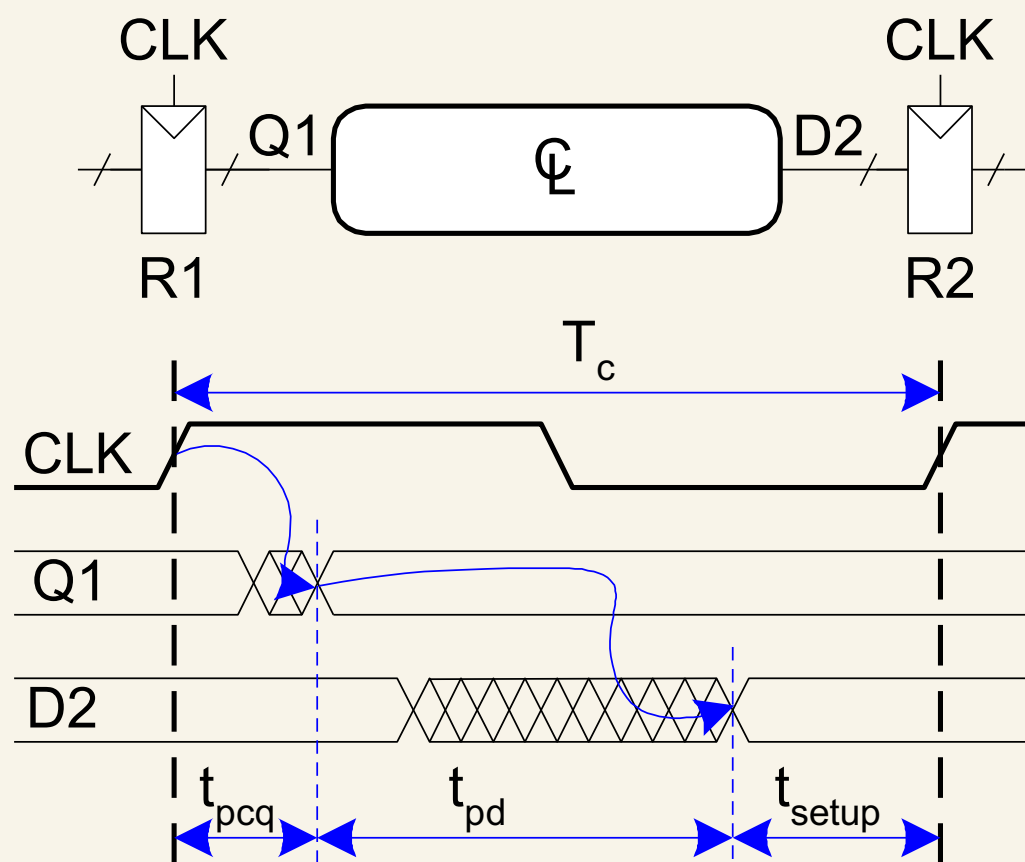 CLK CLK
Q1 CL D2
R1 R2
Tc
CLK
Q1
D2
tpcq tpd tsetup